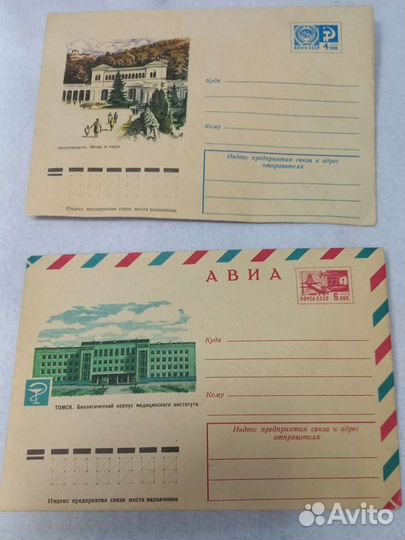 ПОЧТА СССР 4 КОП.
Куда
Кому
Кисловодск. Вход в парк
Индекс предприятия связи и адрес
отправителя
Индекс предприятия связи места назначения
АВИА
ПОЧТА СССР 6 КОП.
Куда
Кому
ТОМСК. Биологический корпус медицинского института
Индекс предприятия связи и адрес
отправителя
Индекс предприятия связи места назначения
Avito